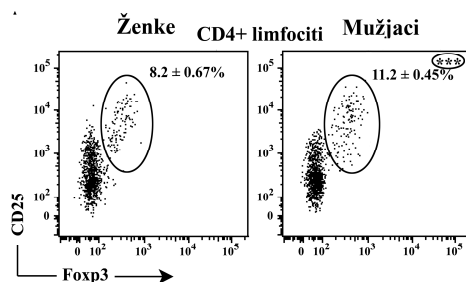 Ženke CD4+ limfociti Mužjaci
***
8.2 ± 0.67% 11.2 ± 0.45%
10⁵ 10⁵
10⁴ 10⁴
10³ 10³
10² 10²
0 0
0 10² 10³ 10⁴ 10⁵ 0 10² 10³ 10⁴ 10⁵
CD25
Foxp3